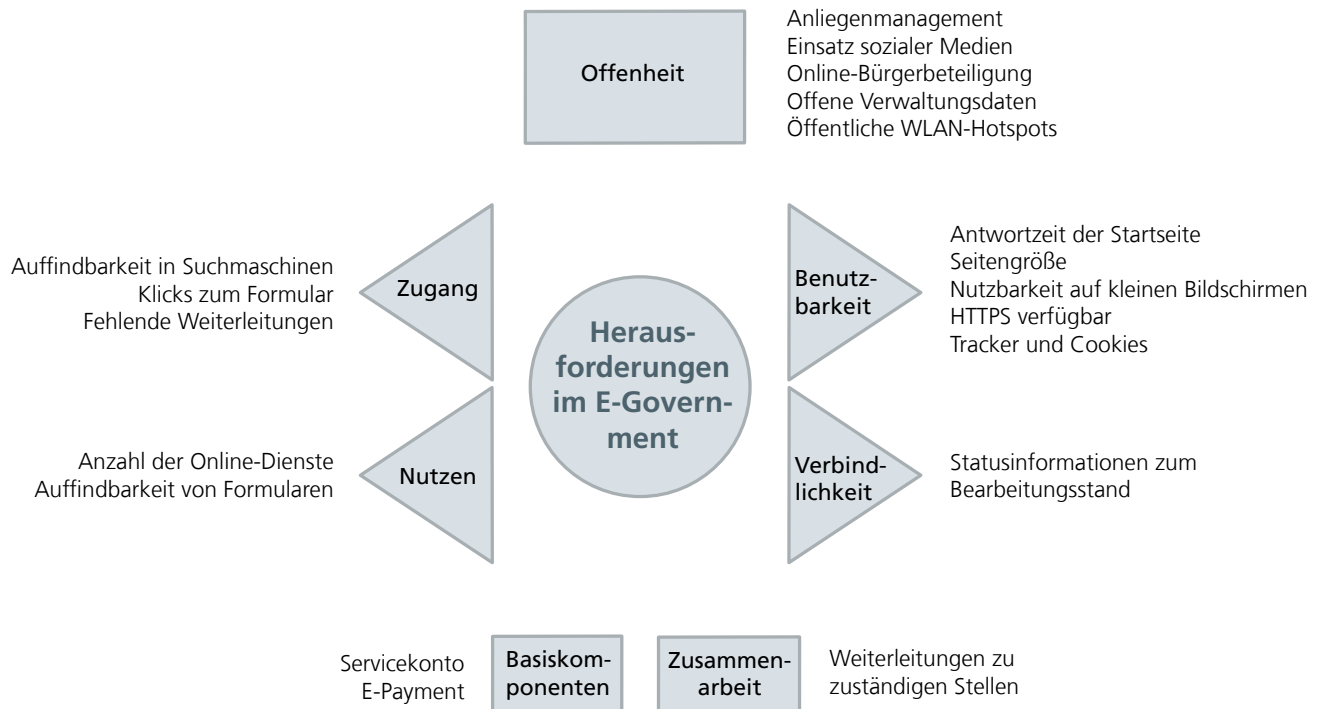 Offenheit
Anliegenmanagement
Einsatz sozialer Medien
Online-Bürgerbeteiligung
Offene Verwaltungsdaten
Öffentliche WLAN-Hotspots
Auffindbarkeit in Suchmaschinen
Klicks zum Formular
Fehlende Weiterleitungen
Zugang
Benutz-
barkeit
Antwortzeit der Startseite
Seitengröße
Nutzbarkeit auf kleinen Bildschirmen
HTTPS verfügbar
Tracker und Cookies
Heraus-
forderungen
im E-Govern-
ment
Anzahl der Online-Dienste
Auffindbarkeit von Formularen
Nutzen
Verbind-
lichkeit
Statusinformationen zum
Bearbeitungsstand
Servicekonto
E-Payment
Basiskom-
ponenten
Zusammen-
arbeit
Weiterleitungen zu
zuständigen Stellen